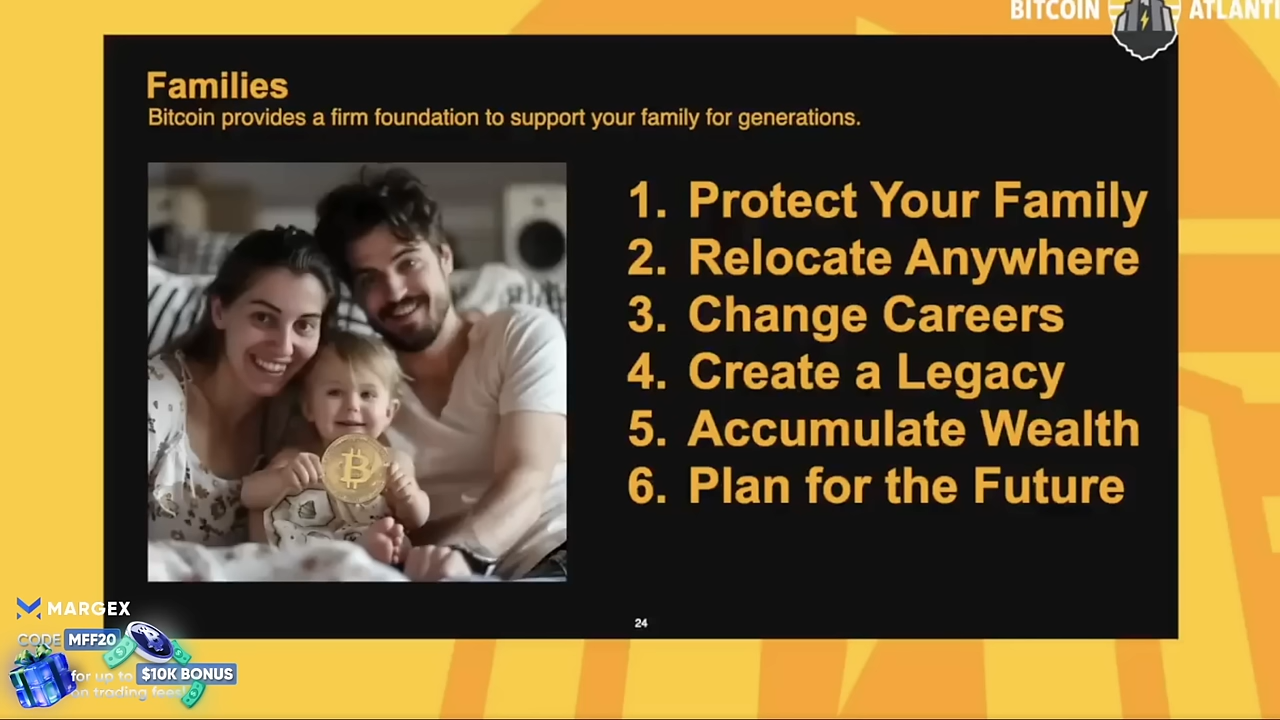 BITCOIN ATLANTI
Families
Bitcoin provides a firm foundation to support your family for generations.
1. Protect Your Family
2. Relocate Anywhere
3. Change Careers
4. Create a Legacy
5. Accumulate Wealth
6. Plan for the Future
24
MARGEX
CODE MFF20
for up to $10K BONUS
on trading fees!